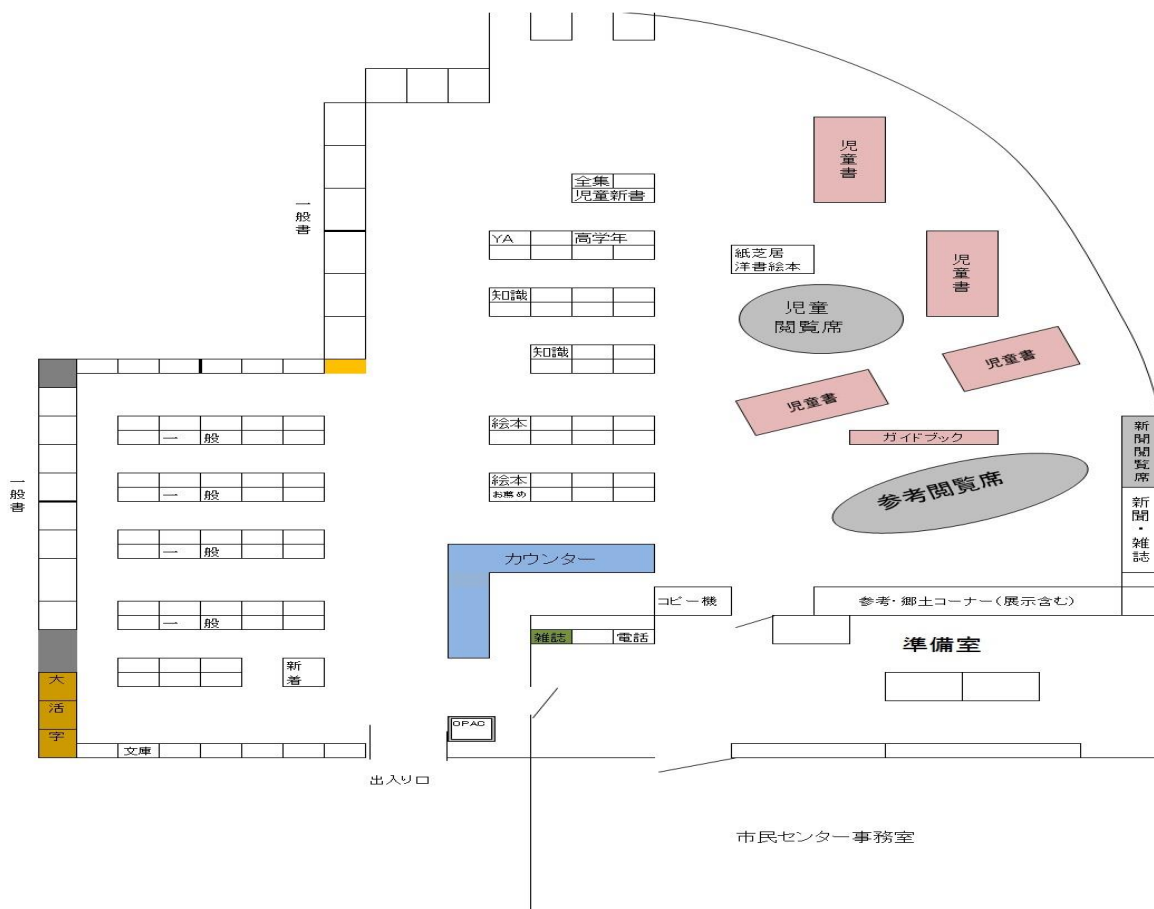 全集
児童新書
児童書
一般書
YA
高学年
紙芝居
洋書絵本
児童書
知識
児童
閲覧席
知識
児童書
児童書
絵本
一般
ガイドブック
新聞閲覧席
絵本
お薦め
一般
一般書
参考閲覧席
新聞・雑誌
一般
カウンター
一般
コピー機
参考・郷土コーナー(展示含む)
雑誌
電話
準備室
新着
大活字
OPAC
文庫
出入り口
市民センター事務室